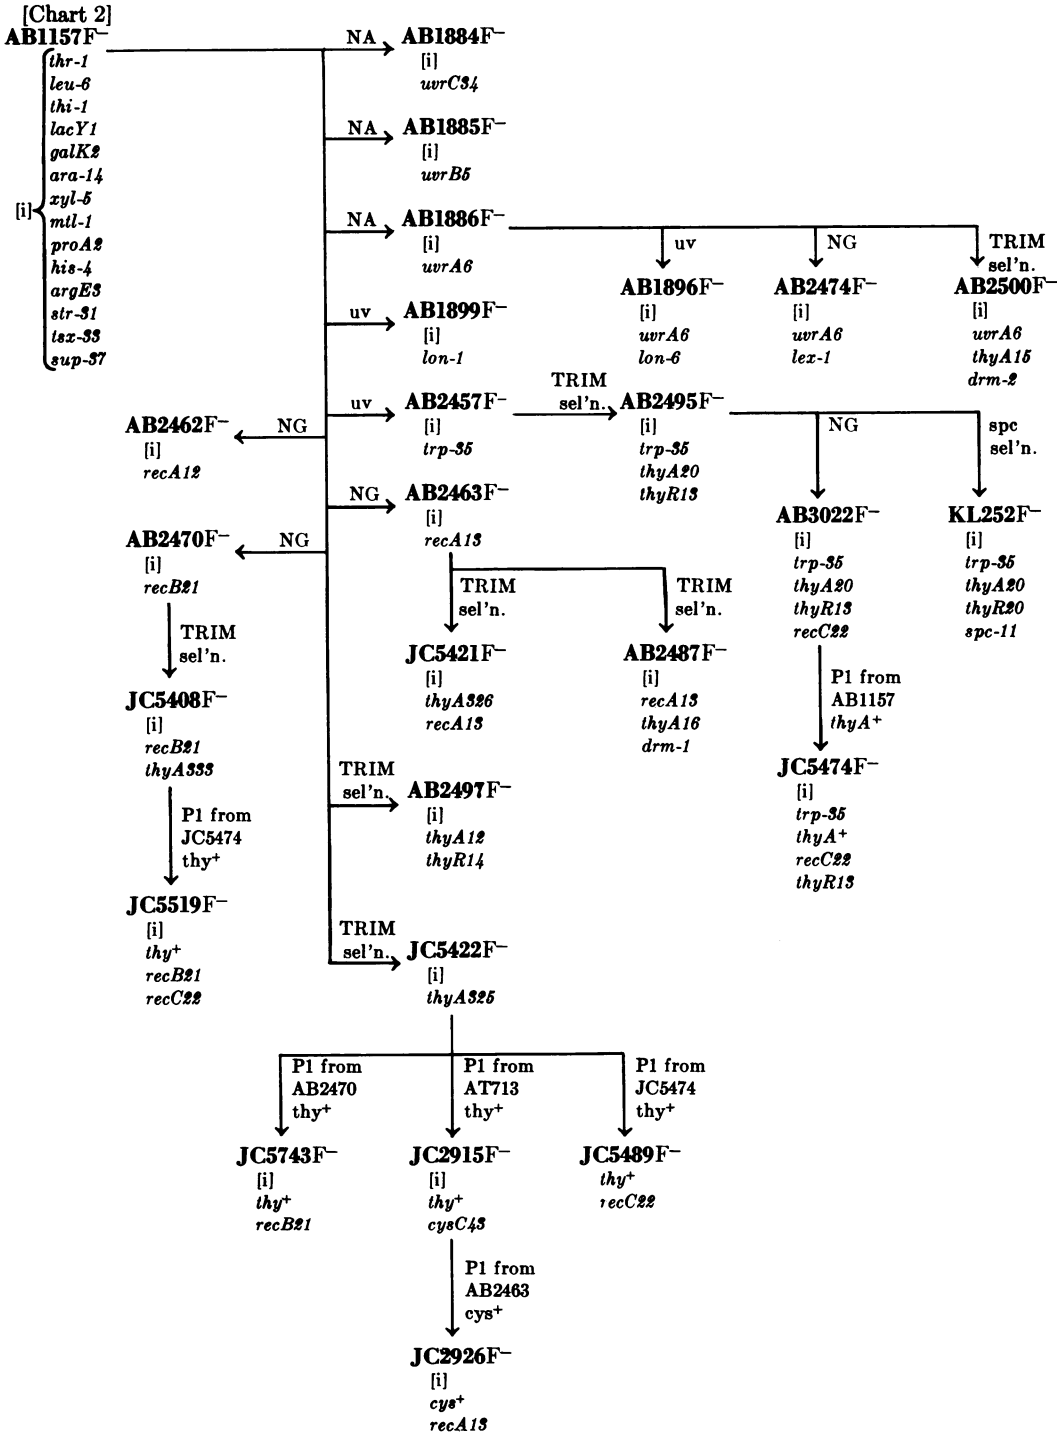 [Chart 2]
AB1157F−
[i]
thr-1
leu-6
thi-1
lacY1
galK2
ara-14
xyl-5
mtl-1
proA2
his-4
argE3
str-31
tsx-33
sup-37
NA
AB1884F−
[i]
uvrC34
NA
AB1885F−
[i]
uvrB5
NA
AB1886F−
[i]
uvrA6
uv
AB1896F−
[i]
uvrA6
lon-6
NG
AB2474F−
[i]
uvrA6
lex-1
TRIM
sel'n.
AB2500F−
[i]
uvrA6
thyA15
drm-2
uv
AB1899F−
[i]
lon-1
uv
AB2457F−
[i]
trp-35
TRIM
sel'n.
AB2495F−
[i]
trp-35
thyA20
thyR13
NG
AB3022F−
[i]
trp-35
thyA20
thyR13
recC22
P1 from
AB1157
thyA+
JC5474F−
[i]
trp-35
thyA+
recC22
thyR13
spc
sel'n.
KL252F−
[i]
trp-35
thyA20
thyR20
spc-11
NG
AB2462F−
[i]
recA12
NG
AB2463F−
[i]
recA13
TRIM
sel'n.
JC5421F−
[i]
thyA326
recA13
TRIM
sel'n.
AB2487F−
[i]
recA13
thyA16
drm-1
NG
AB2470F−
[i]
recB21
TRIM
sel'n.
JC5408F−
[i]
recB21
thyA333
P1 from
JC5474
thy+
JC5519F−
[i]
thy+
recB21
recC22
TRIM
sel'n.
AB2497F−
[i]
thyA12
thyR14
TRIM
sel'n.
JC5422F−
[i]
thyA325
P1 from
AB2470
thy+
JC5743F−
[i]
thy+
recB21
P1 from
AT713
thy+
JC2915F−
[i]
thy+
cysC43
P1 from
JC5474
thy+
JC5489F−
thy+
recC22
P1 from
AB2463
cys+
JC2926F−
[i]
cys+
recA13